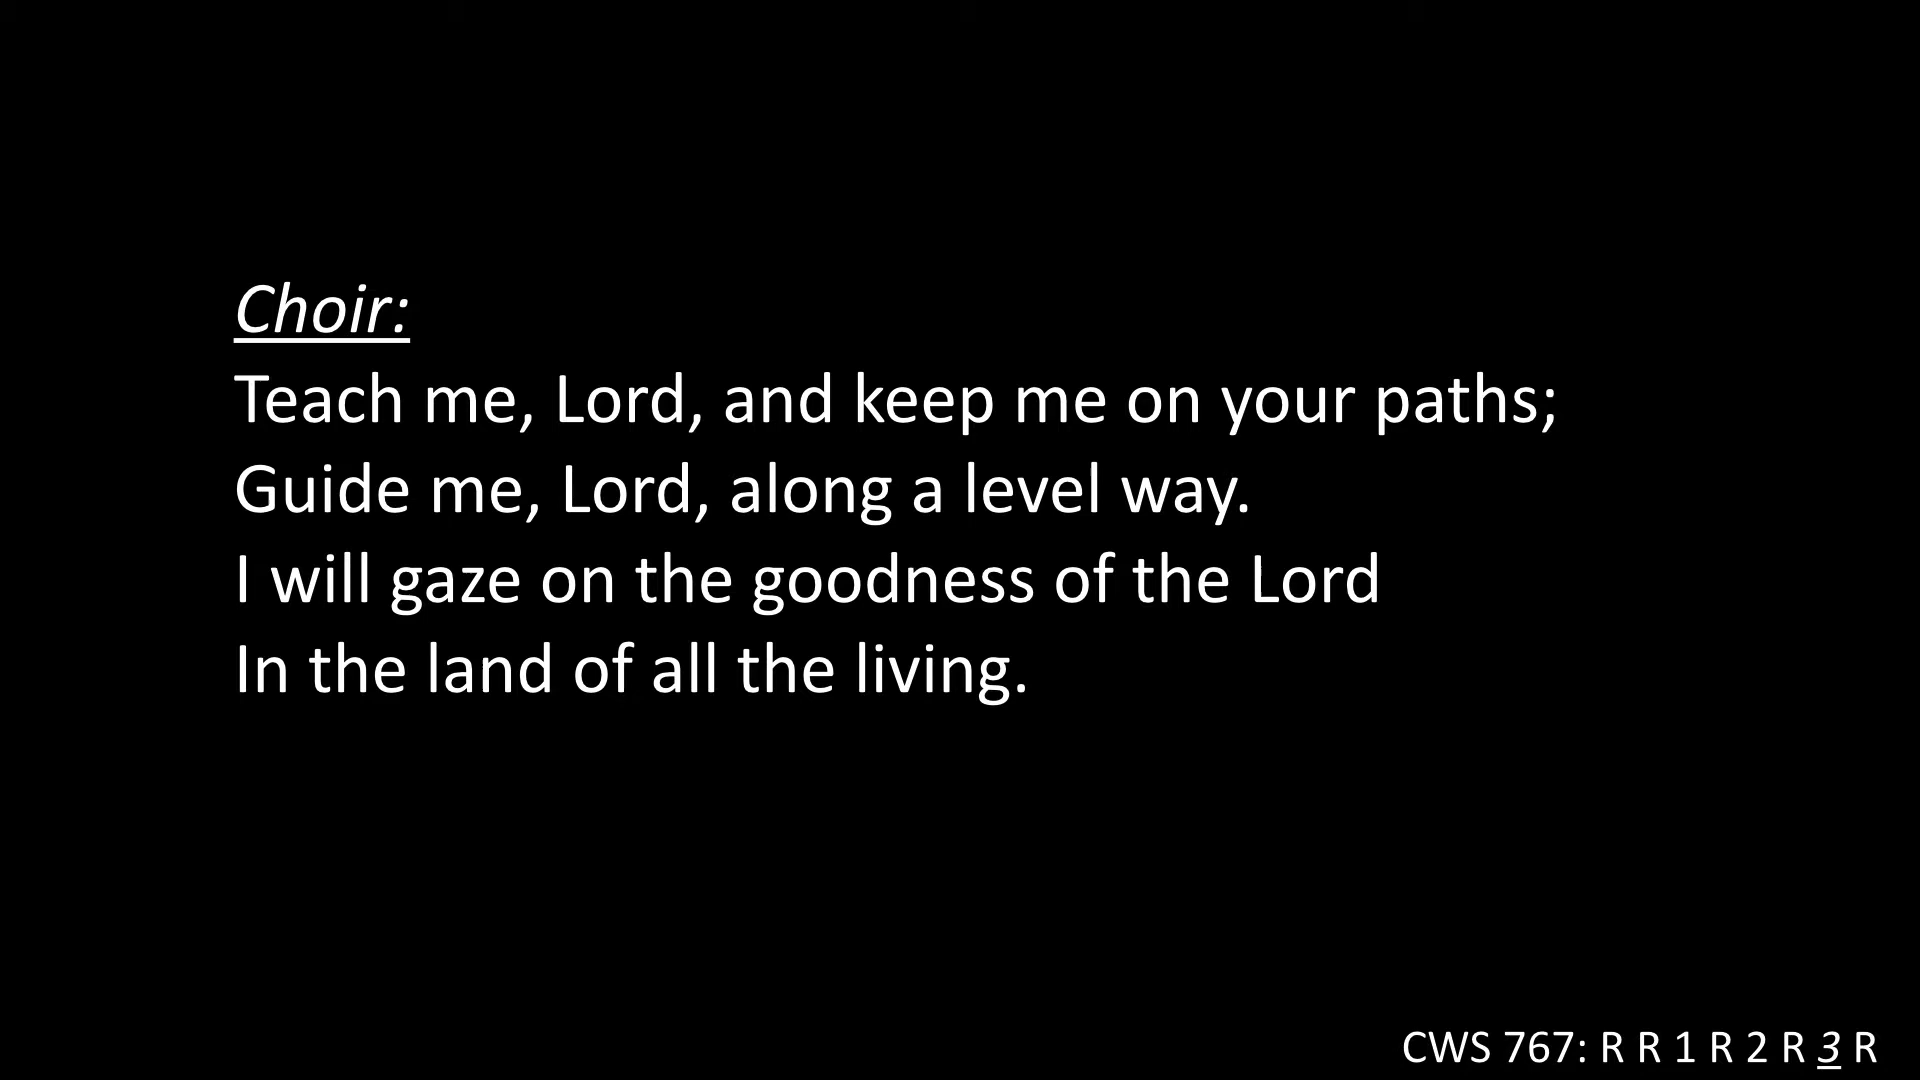 Choir:
Teach me, Lord, and keep me on your paths;
Guide me, Lord, along a level way.
I will gaze on the goodness of the Lord
In the land of all the living.
CWS 767: R R 1 R 2 R 3 R